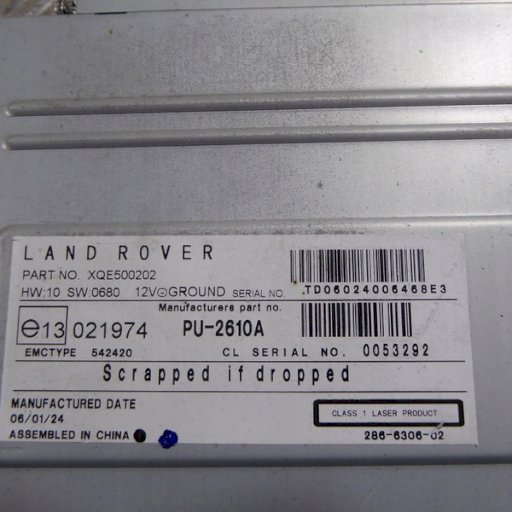 LAND ROVER
PART NO. XQE500202
HW:10 SW:0680 12V⊝GROUND SERIAL NO. TD06024006468E3
Manufacturers part no.
e13 021974 PU-2610A
EMCTYPE 542420 CL SERIAL NO. 0053292
Scrapped if dropped
MANUFACTURED DATE
06/01/24
CLASS 1 LASER PRODUCT
ASSEMBLED IN CHINA
286-6306-02